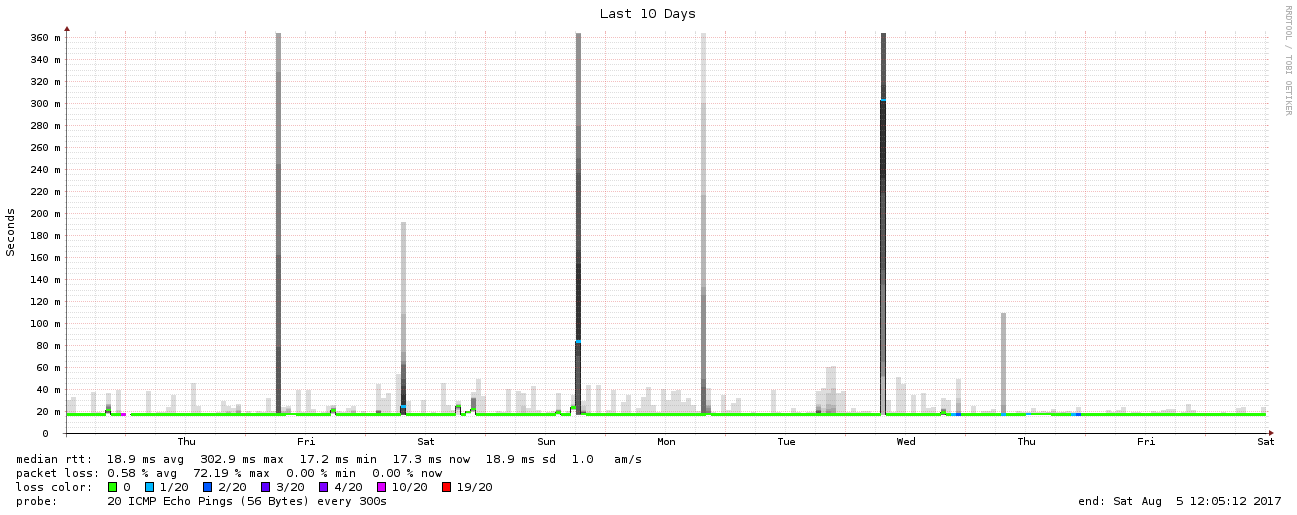 Last 10 Days
RRDTOOL / TOBI OETIKER
Seconds
360 m
340 m
320 m
300 m
280 m
260 m
240 m
220 m
200 m
180 m
160 m
140 m
120 m
100 m
80 m
60 m
40 m
20 m
0
Thu Fri Sat Sun Mon Tue Wed Thu Fri Sat
median rtt: 18.9 ms avg 302.9 ms max 17.2 ms min 17.3 ms now 18.9 ms sd 1.0 am/s
packet loss: 0.58 % avg 72.19 % max 0.00 % min 0.00 % now
loss color: 0 1/20 2/20 3/20 4/20 10/20 19/20
probe: 20 ICMP Echo Pings (56 Bytes) every 300s end: Sat Aug 5 12:05:12 2017